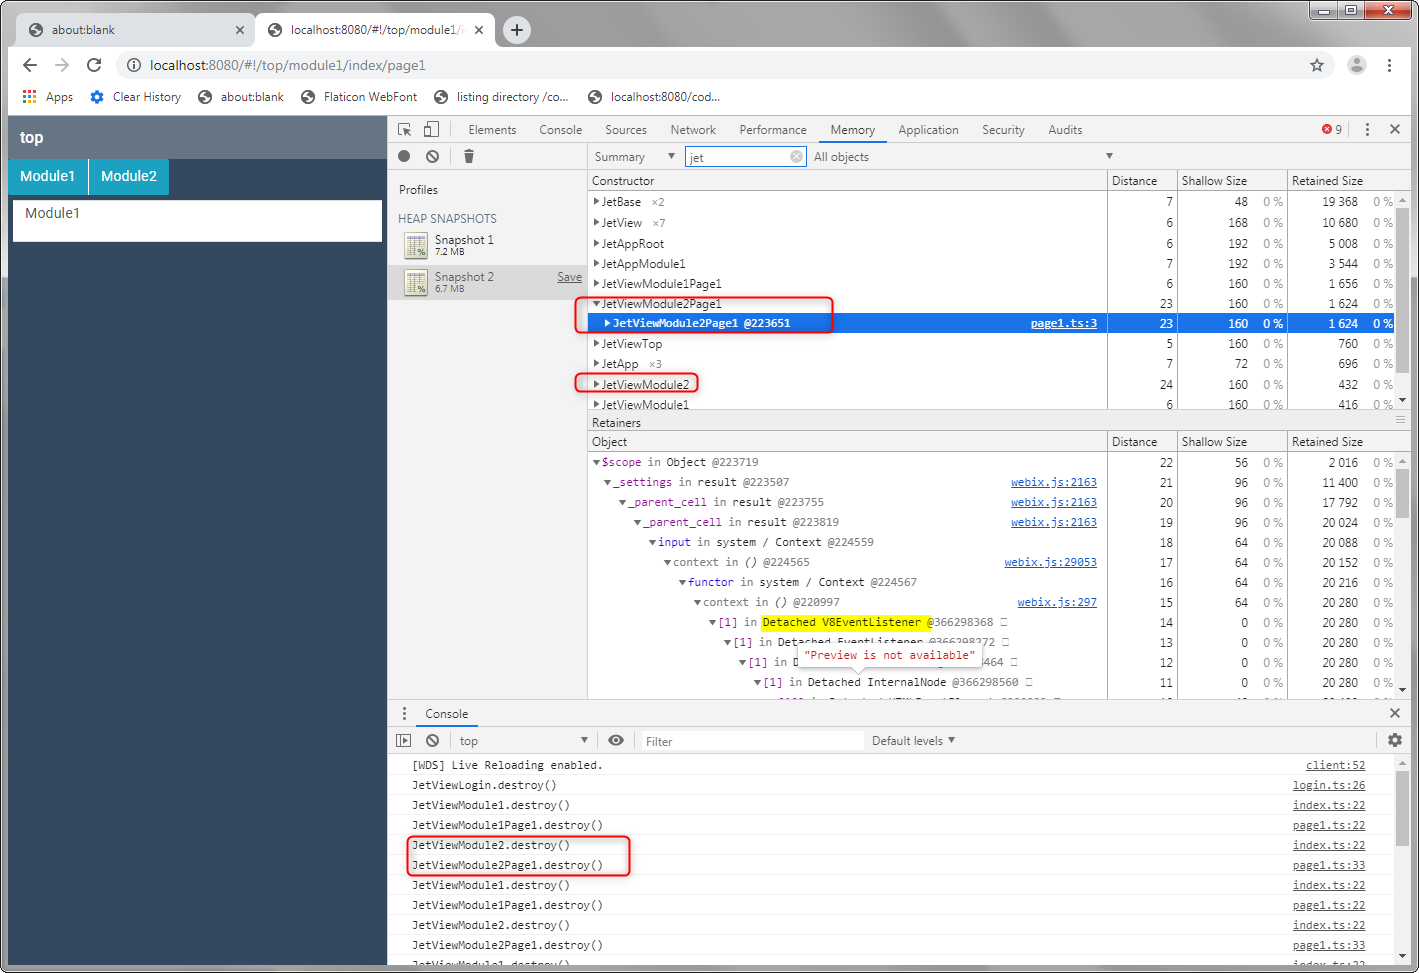 about:blank
localhost:8080/#!/top/module1/i
localhost:8080/#!/top/module1/index/page1
Apps Clear History about:blank Flaticon WebFont listing directory /co... localhost:8080/cod...
top
Module1 Module2
Module1
Elements Console Sources Network Performance Memory Application Security Audits 9
Summary jet All objects
Profiles
HEAP SNAPSHOTS
Snapshot 1
7.2 MB
Snapshot 2 Save
6.7 MB
Constructor Distance Shallow Size Retained Size
JetBase ×2 7 48 0 % 19 368 0 %
JetView ×7 6 168 0 % 10 680 0 %
JetAppRoot 6 192 0 % 5 008 0 %
JetAppModule1 7 192 0 % 3 544 0 %
JetViewModule1Page1 6 160 0 % 1 656 0 %
JetViewModule2Page1 23 160 0 % 1 624 0 %
JetViewModule2Page1 @223651 page1.ts:3 23 160 0 % 1 624 0 %
JetViewTop 5 160 0 % 760 0 %
JetApp ×3 7 72 0 % 696 0 %
JetViewModule2 24 160 0 % 432 0 %
JetViewModule1 6 160 0 % 416 0 %
Retainers
Object Distance Shallow Size Retained Size
$scope in Object @223719 22 56 0 % 2 016 0 %
_settings in result @223507 webix.js:2163 21 96 0 % 11 400 0 %
_parent_cell in result @223755 webix.js:2163 20 96 0 % 17 792 0 %
_parent_cell in result @223819 webix.js:2163 19 96 0 % 20 024 0 %
input in system / Context @224559 18 64 0 % 20 088 0 %
context in () @224565 webix.js:29053 17 64 0 % 20 152 0 %
functor in system / Context @224567 16 64 0 % 20 216 0 %
context in () @220997 webix.js:297 15 64 0 % 20 280 0 %
[1] in Detached V8EventListener @366298368 14 0 0 % 20 280 0 %
[1] in Detached EventListener @366298272 13 0 0 % 20 280 0 %
"Preview is not available"
[1] in 464 12 0 0 % 20 280 0 %
[1] in Detached InternalNode @366298560 11 0 0 % 20 280 0 %
Console
top Filter Default levels
[WDS] Live Reloading enabled. client:52
JetViewLogin.destroy() login.ts:26
JetViewModule1.destroy() index.ts:22
JetViewModule1Page1.destroy() page1.ts:22
JetViewModule2.destroy() index.ts:22
JetViewModule2Page1.destroy() page1.ts:33
JetViewModule1.destroy() index.ts:22
JetViewModule1Page1.destroy() page1.ts:22
JetViewModule2.destroy() index.ts:22
JetViewModule2Page1.destroy() page1.ts:33
JetViewModule1.destroy() index.ts:22